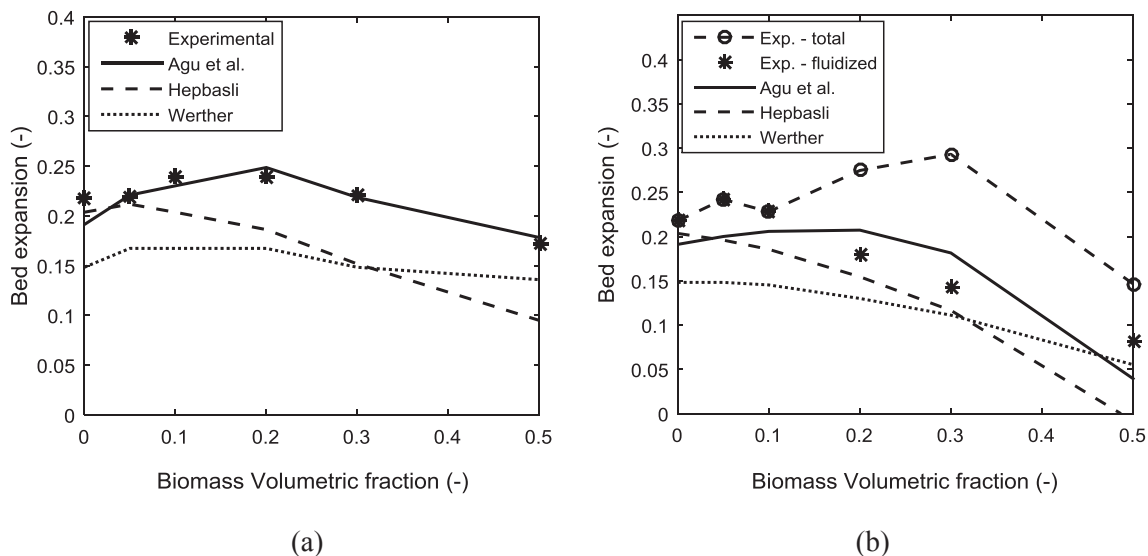 0.4
0.35
0.3
0.25
0.2
0.15
0.1
0.05
0
Bed expansion (-)
Experimental
Agu et al.
Hepbasli
Werther
0 0.1 0.2 0.3 0.4 0.5
Biomass Volumetric fraction (-)
(a)
0.4
0.35
0.3
0.25
0.2
0.15
0.1
0.05
0
Bed expansion (-)
Exp. - total
Exp. - fluidized
Agu et al.
Hepbasli
Werther
0 0.1 0.2 0.3 0.4 0.5
Biomass Volumetric fraction (-)
(b)